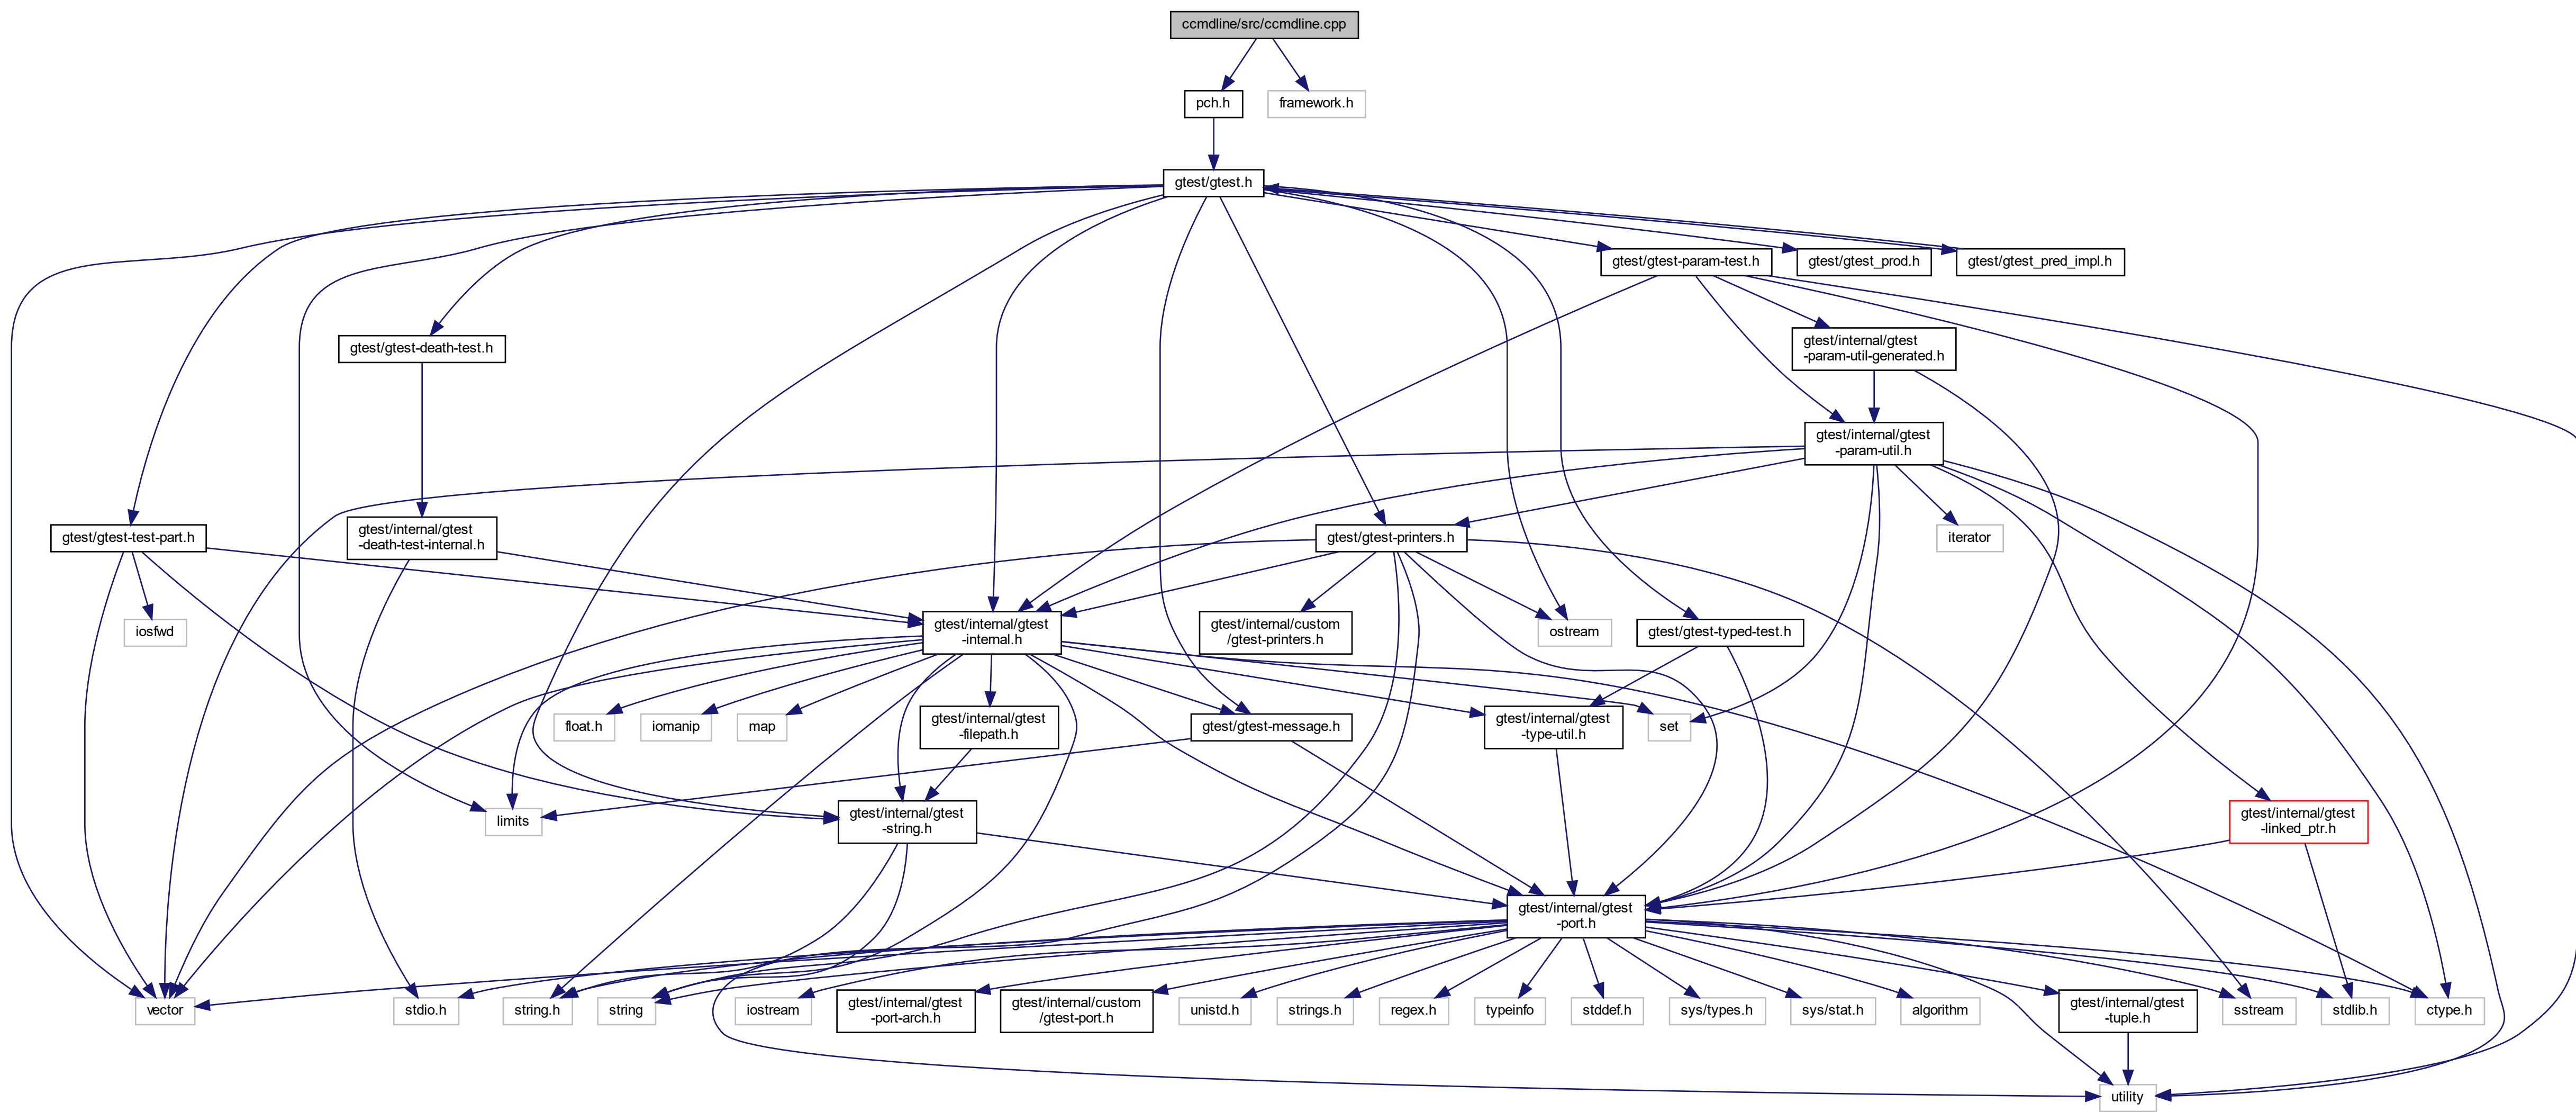 ccmdline/src/ccmdline.cpp
pch.h
framework.h
gtest/gtest.h
gtest/gtest-param-test.h
gtest/gtest_prod.h
gtest/gtest_pred_impl.h
gtest/gtest-death-test.h
gtest/internal/gtest
-param-util-generated.h
gtest/internal/gtest
-param-util.h
gtest/gtest-test-part.h
gtest/internal/gtest
-death-test-internal.h
gtest/gtest-printers.h
iterator
iosfwd
gtest/internal/gtest
-internal.h
gtest/internal/custom
/gtest-printers.h
ostream
gtest/gtest-typed-test.h
float.h
iomanip
map
gtest/internal/gtest
-filepath.h
gtest/gtest-message.h
gtest/internal/gtest
-type-util.h
set
limits
gtest/internal/gtest
-string.h
gtest/internal/gtest
-linked_ptr.h
gtest/internal/gtest
-port.h
vector
stdio.h
string.h
string
iostream
gtest/internal/gtest
-port-arch.h
gtest/internal/custom
/gtest-port.h
unistd.h
strings.h
regex.h
typeinfo
stddef.h
sys/types.h
sys/stat.h
algorithm
gtest/internal/gtest
-tuple.h
sstream
stdlib.h
ctype.h
utility